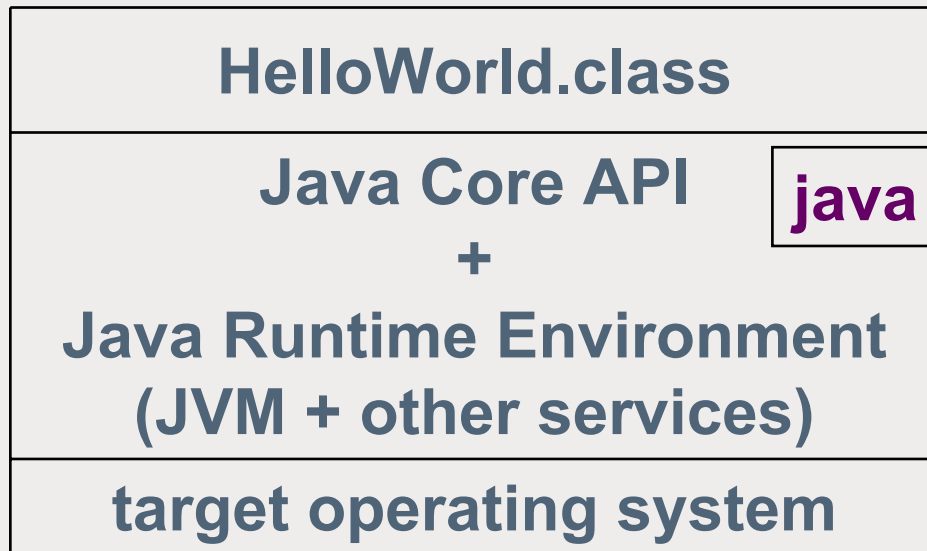 HelloWorld.class
Java Core API
java
+
Java Runtime Environment
(JVM + other services)
target operating system